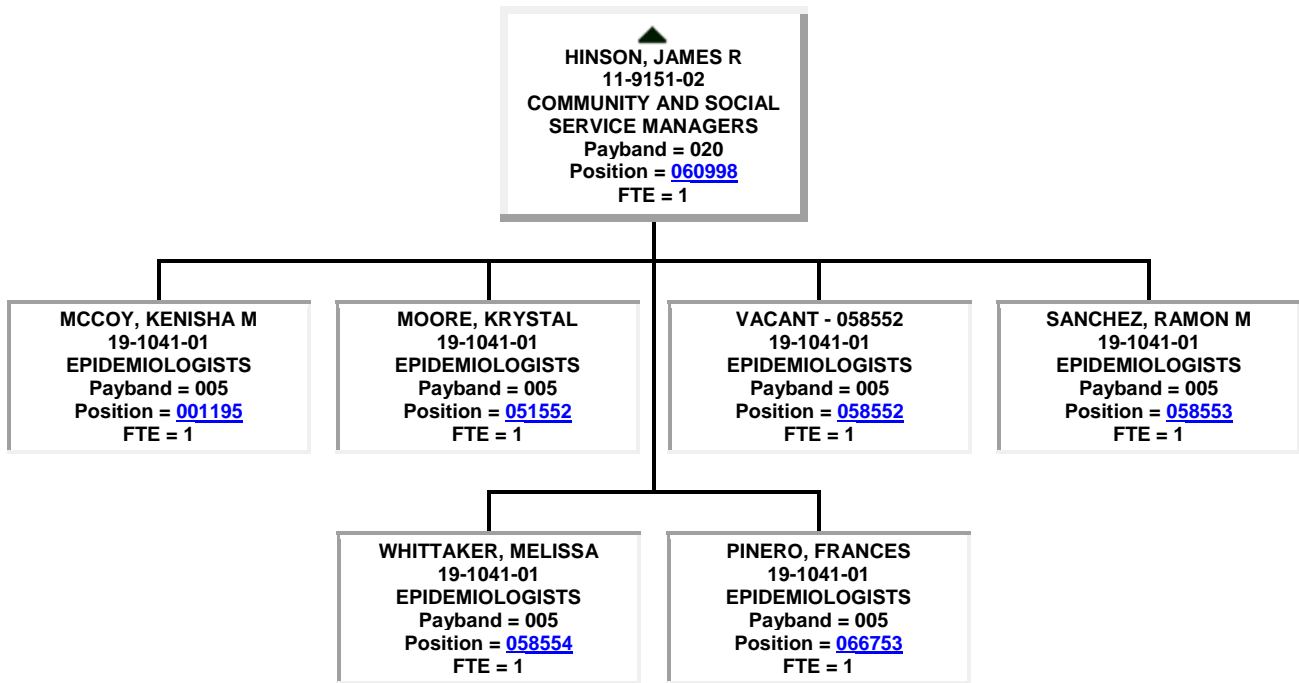 HINSON, JAMES R
11-9151-02
COMMUNITY AND SOCIAL
SERVICE MANAGERS
Payband = 020
Position = 060998
FTE = 1
MCCOY, KENISHA M
19-1041-01
EPIDEMIOLOGISTS
Payband = 005
Position = 001195
FTE = 1
MOORE, KRYSTAL
19-1041-01
EPIDEMIOLOGISTS
Payband = 005
Position = 051552
FTE = 1
VACANT - 058552
19-1041-01
EPIDEMIOLOGISTS
Payband = 005
Position = 058552
FTE = 1
SANCHEZ, RAMON M
19-1041-01
EPIDEMIOLOGISTS
Payband = 005
Position = 058553
FTE = 1
WHITTAKER, MELISSA
19-1041-01
EPIDEMIOLOGISTS
Payband = 005
Position = 058554
FTE = 1
PINERO, FRANCES
19-1041-01
EPIDEMIOLOGISTS
Payband = 005
Position = 066753
FTE = 1